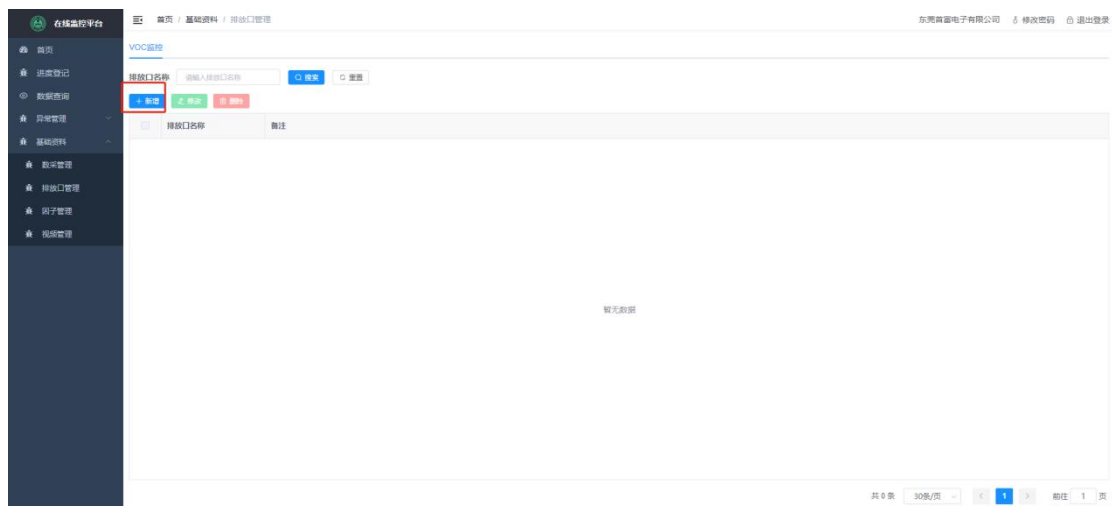 在线监控平台
首页 / 基础资料 / 排放口管理
东莞首富电子有限公司 修改密码 退出登录
首页
进度登记
数据查询
异常管理
基础资料
数采管理
排放口管理
因子管理
视频管理
VOC监控
排放口名称 请输入排放口名称 搜索 重置
+ 新增 修改 删除
排放口名称 备注
暂无数据
共 0 条 30条/页 < 1 > 前往 1 页